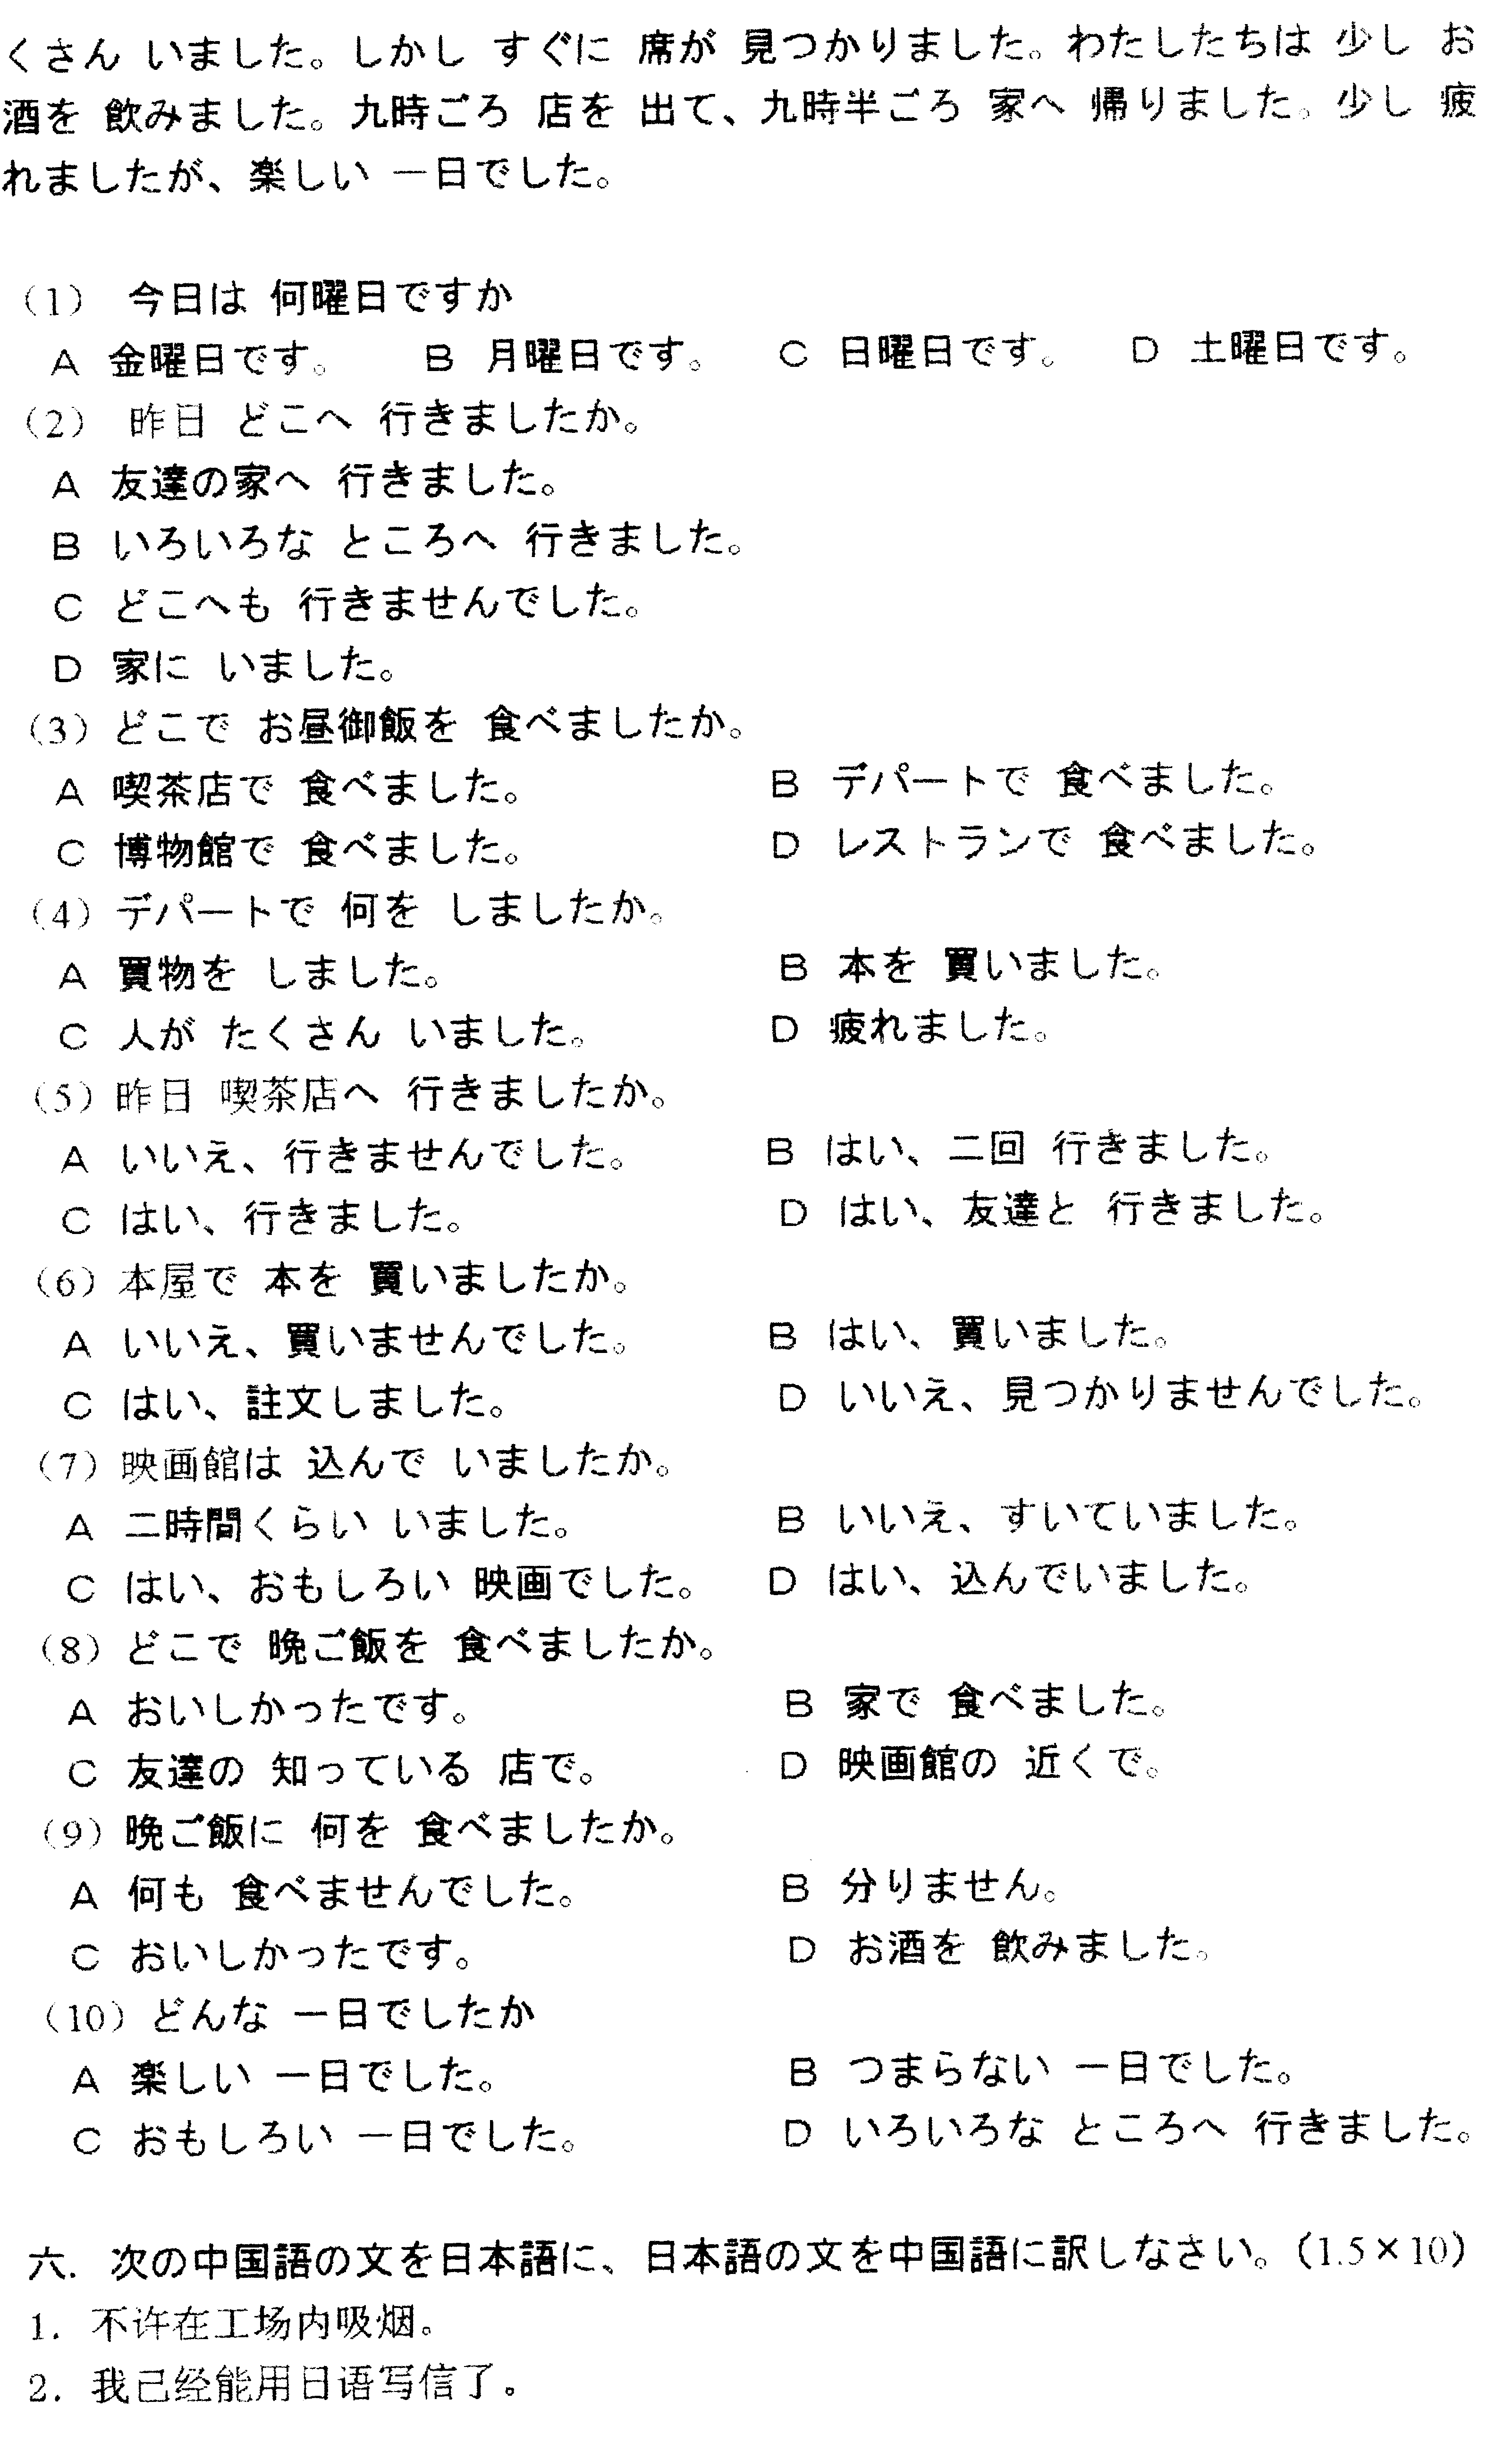 くさん いました。しかし すぐに 席が 見つかりました。わたしたちは 少し お
酒を 飲みました。九時ごろ 店を 出て、九時半ごろ 家へ 帰りました。少し 疲
れましたが、楽しい 一日でした。
（1） 今日は 何曜日ですか
A 金曜日です。 B 月曜日です。 C 日曜日です。 D 土曜日です。
（2） 昨日 どこへ 行きましたか。
A 友達の家へ 行きました。
B いろいろな ところへ 行きました。
C どこへも 行きませんでした。
D 家に いました。
（3）どこで お昼御飯を 食べましたか。
A 喫茶店で 食べました。 B デパートで 食べました。
C 博物館で 食べました。 D レストランで 食べました。
（4）デパートで 何を しましたか。
A 買物を しました。 B 本を 買いました。
C 人が たくさん いました。 D 疲れました。
（5）昨日 喫茶店へ 行きましたか。
A いいえ、行きませんでした。 B はい、二回 行きました。
C はい、行きました。 D はい、友達と 行きました。
（6）本屋で 本を 買いましたか。
A いいえ、買いませんでした。 B はい、買いました。
C はい、註文しました。 D いいえ、見つかりませんでした。
（7）映画館は 込んで いましたか。
A 二時間くらい いました。 B いいえ、すいていました。
C はい、おもしろい 映画でした。 D はい、込んでいました。
（8）どこで 晩ご飯を 食べましたか。
A おいしかったです。 B 家で 食べました。
C 友達の 知っている 店で。 D 映画館の 近くで。
（9）晩ご飯に 何を 食べましたか。
A 何も 食べませんでした。 B 分りません。
C おいしかったです。 D お酒を 飲みました。
（10）どんな 一日でしたか
A 楽しい 一日でした。 B つまらない 一日でした。
C おもしろい 一日でした。 D いろいろな ところへ 行きました。
六．次の中国語の文を日本語に、日本語の文を中国語に訳しなさい。（1.5×10）
1．不许在工场内吸烟。
2．我已经能用日语写信了。